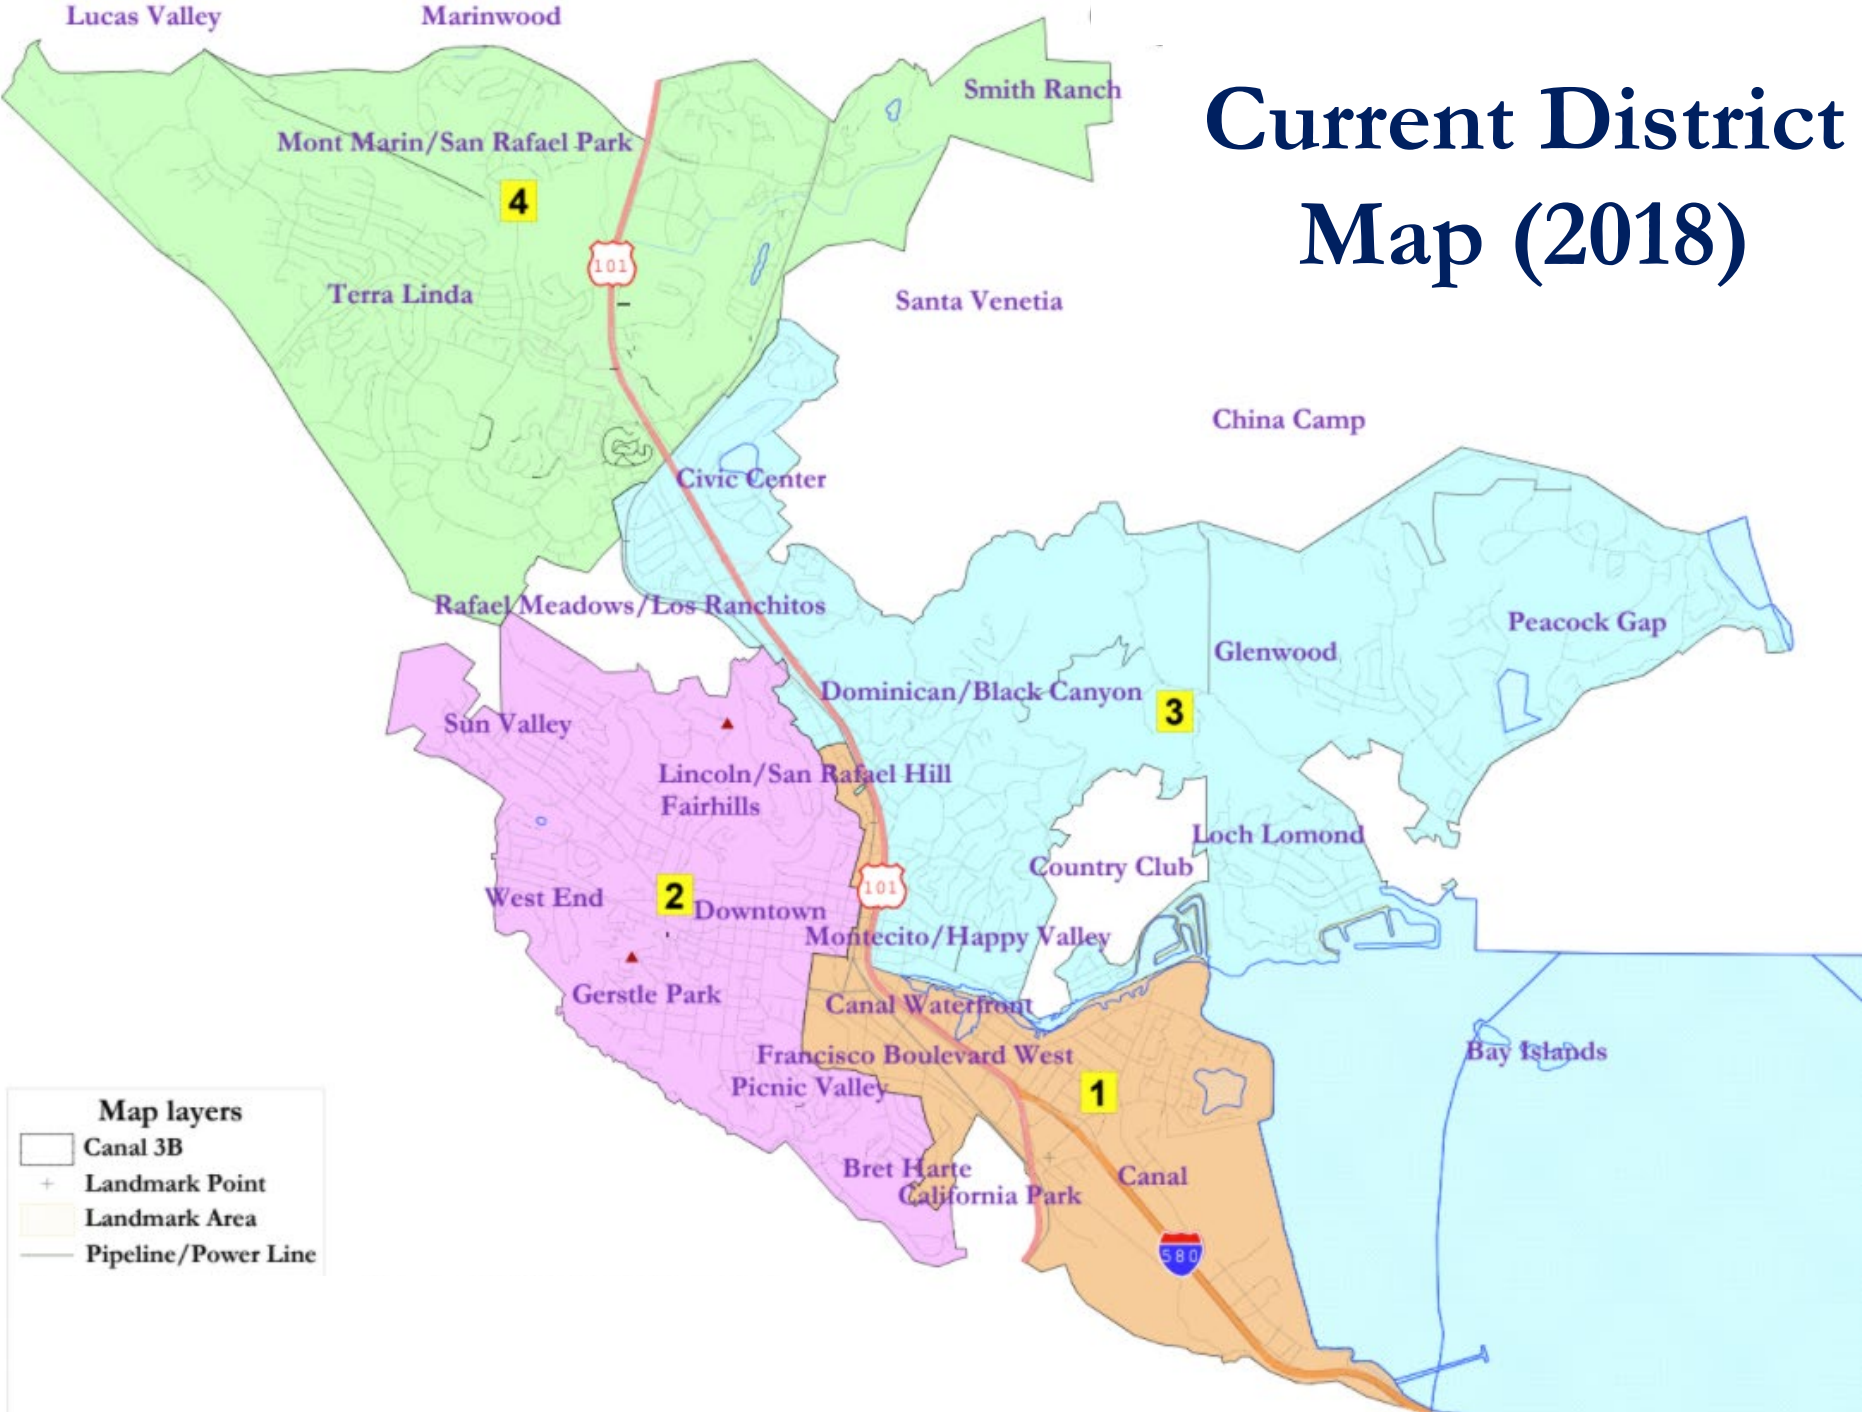 Lucas Valley
Marinwood
Current District
Map (2018)
Smith Ranch
Mont Marin/San Rafael Park
4
101
Terra Linda
Santa Venetia
China Camp
Civic Center
Rafael Meadows/Los Ranchitos
Peacock Gap
Glenwood
Dominican/Black Canyon
3
Sun Valley
Lincoln/San Rafael Hill
Fairhills
Loch Lomond
Country Club
101
West End
2
Downtown
Montecito/Happy Valley
Gerstle Park
Canal Waterfront
Bay Islands
Francisco Boulevard West
Picnic Valley
1
Bret Harte
Canal
California Park
580
Map layers
Canal 3B
Landmark Point
Landmark Area
Pipeline/Power Line